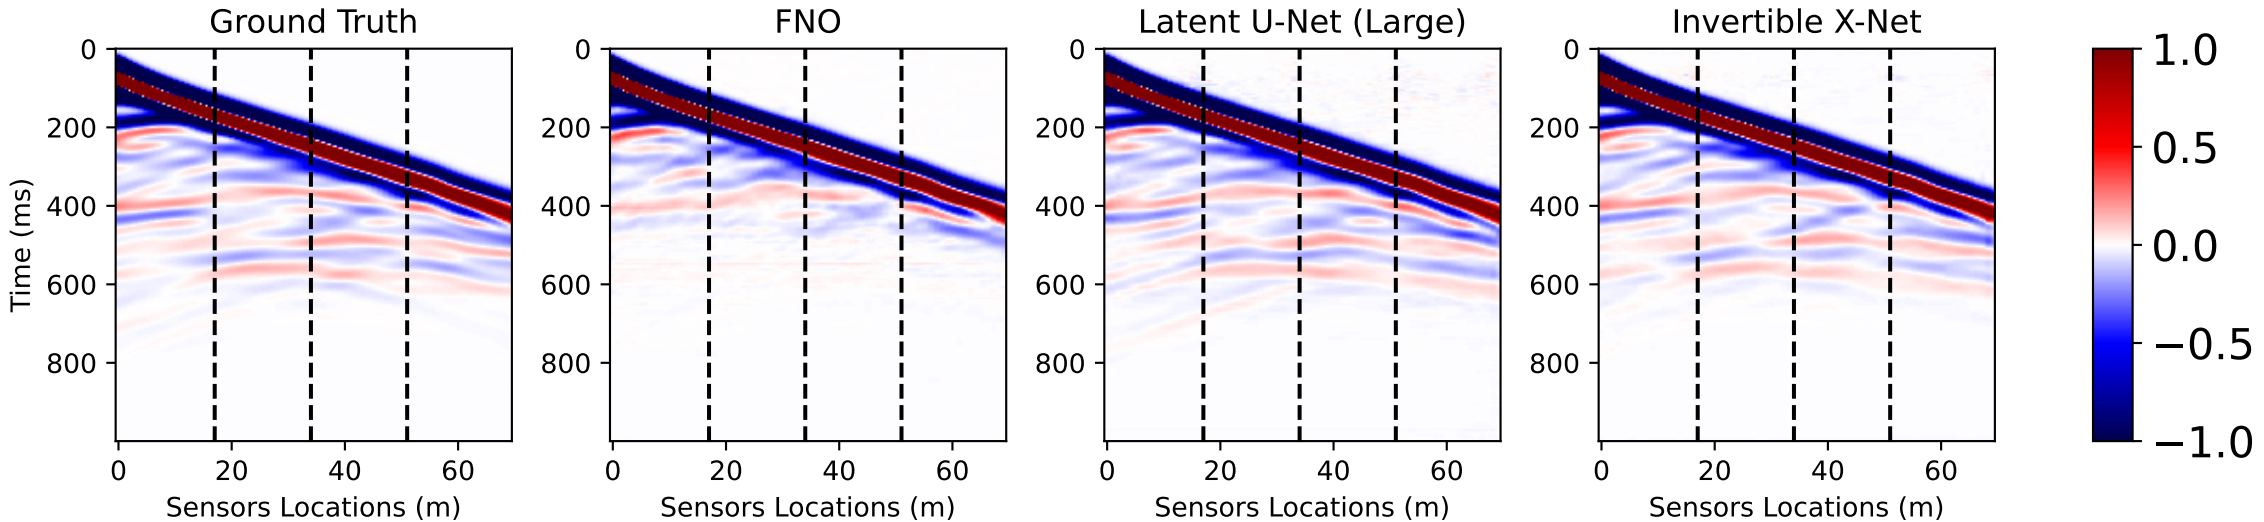 Ground Truth
FNO
Latent U-Net (Large)
Invertible X-Net
Time (ms)
0
200
400
600
800
0
200
400
600
800
0
200
400
600
800
0
200
400
600
800
1.0
0.5
0.0
−0.5
−1.0
0 20 40 60
0 20 40 60
0 20 40 60
0 20 40 60
Sensors Locations (m)
Sensors Locations (m)
Sensors Locations (m)
Sensors Locations (m)